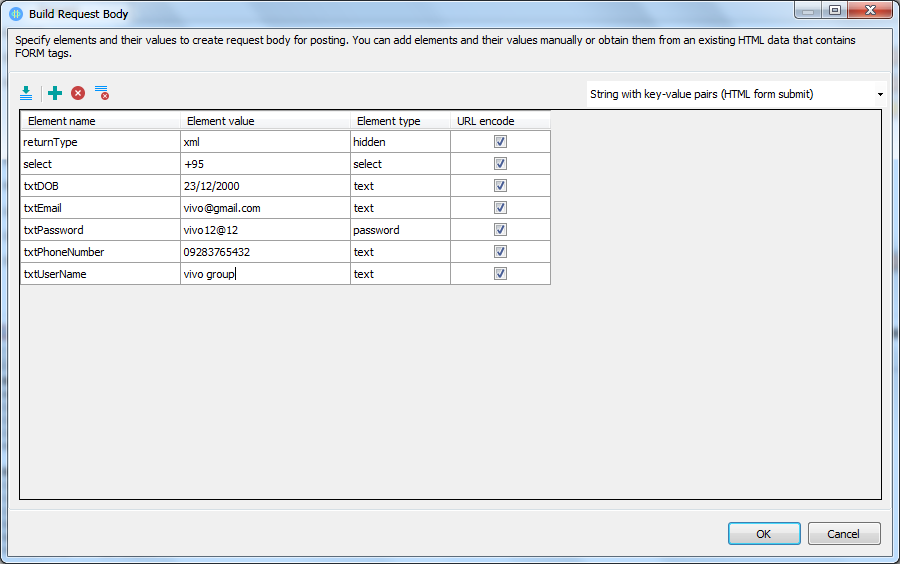 Build Request Body
Specify elements and their values to create request body for posting. You can add elements and their values manually or obtain them from an existing HTML data that contains
FORM tags.
String with key-value pairs (HTML form submit)
Element name Element value Element type URL encode
returnType xml hidden
select +95 select
txtDOB 23/12/2000 text
txtEmail vivo@gmail.com text
txtPassword vivo12@12 password
txtPhoneNumber 09283765432 text
txtUserName vivo group text
OK Cancel